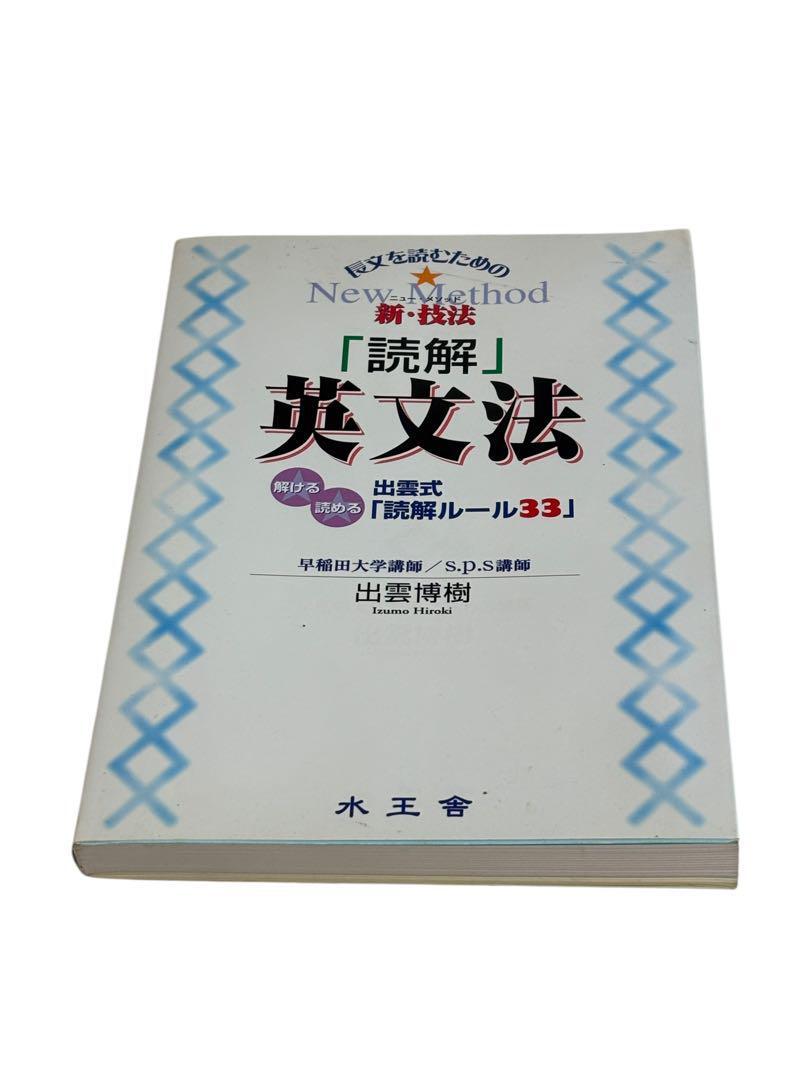 長文を読むための
New Method
ニュー・メソッド
新・技法
「読解」
英文法
解ける
読める
出雲式
「読解ルール33」
早稲田大学講師／s.p.s講師
出雲博樹
Izumo Hiroki
水王舎